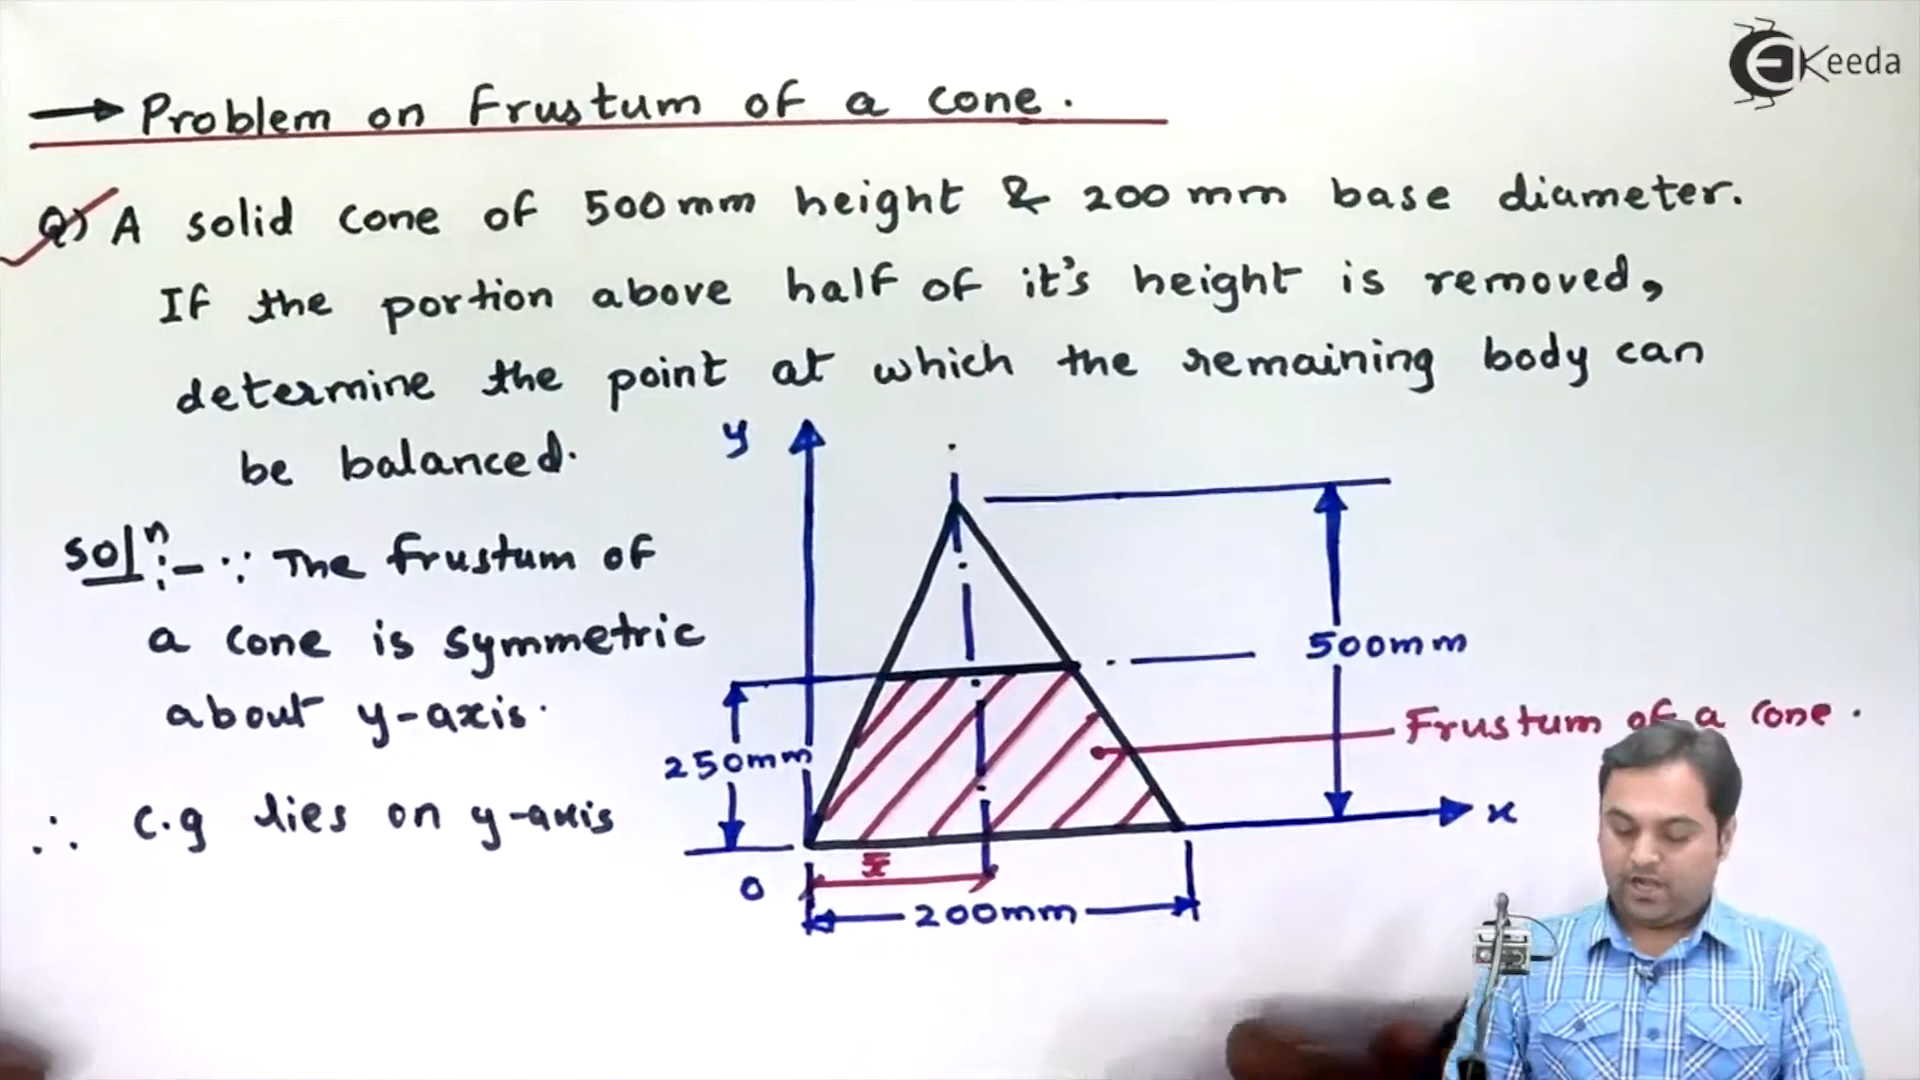 Keeda
→ Problem on Frustum of a cone.
Q) A solid cone of 500mm height & 200mm base diameter.
If the portion above half of it's height is removed,
determine the point at which the remaining body can
be balanced.
Solⁿ:- ∵ The frustum of
a cone is symmetric
about y-axis.
∴ C.g lies on y-axis
y
500mm
Frustum of a cone.
250mm
x
0
x̄
200mm